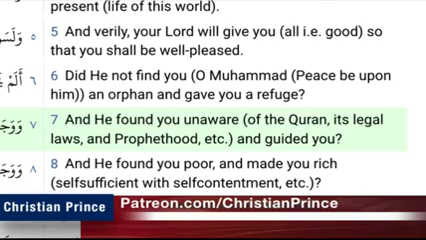 present (life of this world).
5 And verily, your Lord will give you (all i.e. good) so
that you shall be well-pleased.
٥
6 Did He not find you (O Muhammad (Peace be upon
him)) an orphan and gave you a refuge?
٦ أَلَمْ
7 And He found you unaware (of the Quran, its legal
laws, and Prophethood, etc.) and guided you?
٧
8 And He found you poor, and made you rich
(selfsufficient with selfcontentment, etc.)?
٨
Christian Prince
Patreon.com/ChristianPrince